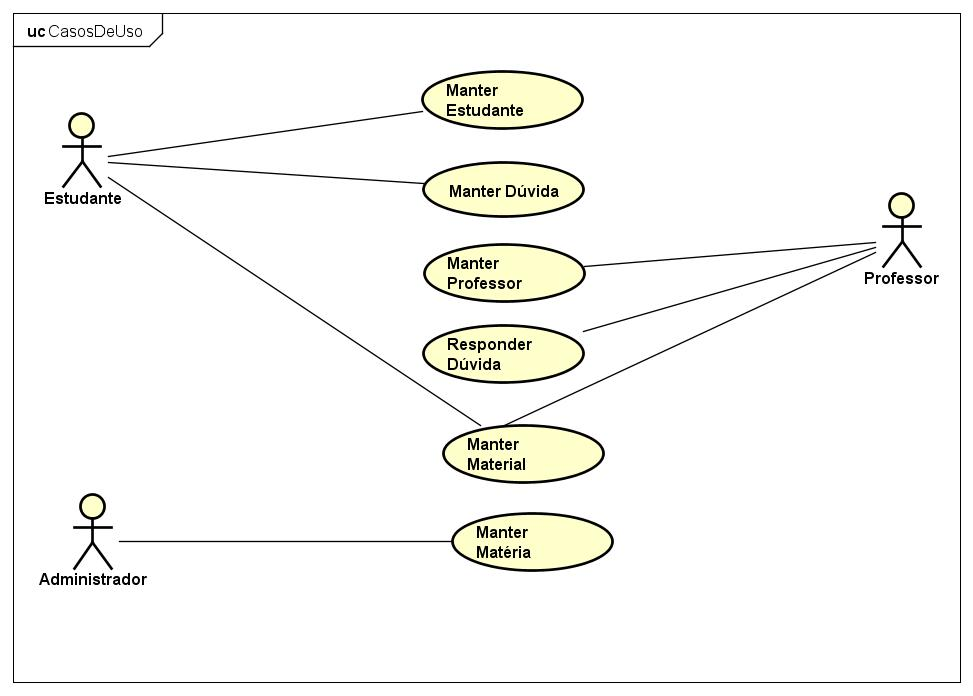 uc CasosDeUso
Manter
Estudante
Estudante
Manter Dúvida
Manter
Professor
Professor
Responder
Dúvida
Manter
Material
Manter
Matéria
Administrador